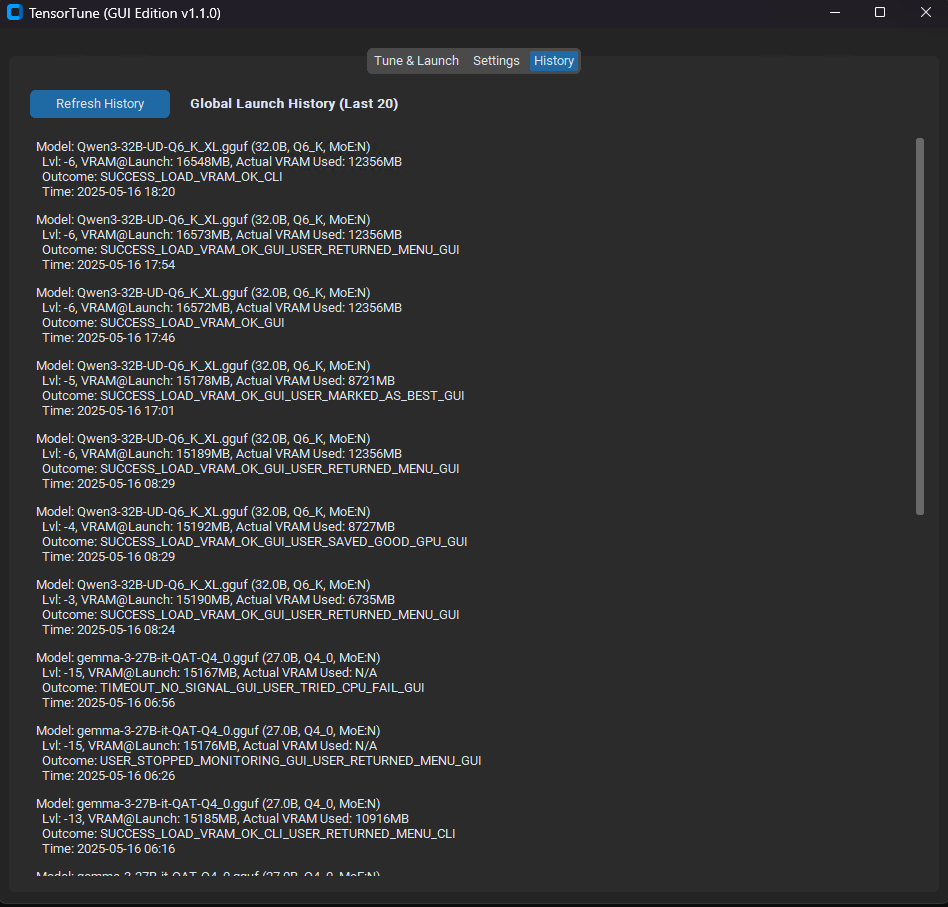 TensorTune (GUI Edition v1.1.0)
Tune & Launch Settings History
Refresh History Global Launch History (Last 20)
Model: Qwen3-32B-UD-Q6_K_XL.gguf (32.0B, Q6_K, MoE:N)
Lvl: -6, VRAM@Launch: 16548MB, Actual VRAM Used: 12356MB
Outcome: SUCCESS_LOAD_VRAM_OK_CLI
Time: 2025-05-16 18:20
Model: Qwen3-32B-UD-Q6_K_XL.gguf (32.0B, Q6_K, MoE:N)
Lvl: -6, VRAM@Launch: 16573MB, Actual VRAM Used: 12356MB
Outcome: SUCCESS_LOAD_VRAM_OK_GUI_USER_RETURNED_MENU_GUI
Time: 2025-05-16 17:54
Model: Qwen3-32B-UD-Q6_K_XL.gguf (32.0B, Q6_K, MoE:N)
Lvl: -6, VRAM@Launch: 16572MB, Actual VRAM Used: 12356MB
Outcome: SUCCESS_LOAD_VRAM_OK_GUI
Time: 2025-05-16 17:46
Model: Qwen3-32B-UD-Q6_K_XL.gguf (32.0B, Q6_K, MoE:N)
Lvl: -5, VRAM@Launch: 15178MB, Actual VRAM Used: 8721MB
Outcome: SUCCESS_LOAD_VRAM_OK_GUI_USER_MARKED_AS_BEST_GUI
Time: 2025-05-16 17:01
Model: Qwen3-32B-UD-Q6_K_XL.gguf (32.0B, Q6_K, MoE:N)
Lvl: -6, VRAM@Launch: 15189MB, Actual VRAM Used: 12356MB
Outcome: SUCCESS_LOAD_VRAM_OK_GUI_USER_RETURNED_MENU_GUI
Time: 2025-05-16 08:29
Model: Qwen3-32B-UD-Q6_K_XL.gguf (32.0B, Q6_K, MoE:N)
Lvl: -4, VRAM@Launch: 15192MB, Actual VRAM Used: 8727MB
Outcome: SUCCESS_LOAD_VRAM_OK_GUI_USER_SAVED_GOOD_GPU_GUI
Time: 2025-05-16 08:29
Model: Qwen3-32B-UD-Q6_K_XL.gguf (32.0B, Q6_K, MoE:N)
Lvl: -3, VRAM@Launch: 15190MB, Actual VRAM Used: 6735MB
Outcome: SUCCESS_LOAD_VRAM_OK_GUI_USER_RETURNED_MENU_GUI
Time: 2025-05-16 08:24
Model: gemma-3-27B-it-QAT-Q4_0.gguf (27.0B, Q4_0, MoE:N)
Lvl: -15, VRAM@Launch: 15167MB, Actual VRAM Used: N/A
Outcome: TIMEOUT_NO_SIGNAL_GUI_USER_TRIED_CPU_FAIL_GUI
Time: 2025-05-16 06:56
Model: gemma-3-27B-it-QAT-Q4_0.gguf (27.0B, Q4_0, MoE:N)
Lvl: -15, VRAM@Launch: 15176MB, Actual VRAM Used: N/A
Outcome: USER_STOPPED_MONITORING_GUI_USER_RETURNED_MENU_GUI
Time: 2025-05-16 06:26
Model: gemma-3-27B-it-QAT-Q4_0.gguf (27.0B, Q4_0, MoE:N)
Lvl: -13, VRAM@Launch: 15185MB, Actual VRAM Used: 10916MB
Outcome: SUCCESS_LOAD_VRAM_OK_CLI_USER_RETURNED_MENU_CLI
Time: 2025-05-16 06:16
Model: gemma-3-27B-it-QAT-Q4_0.gguf (27.0B, Q4_0, MoE:N)